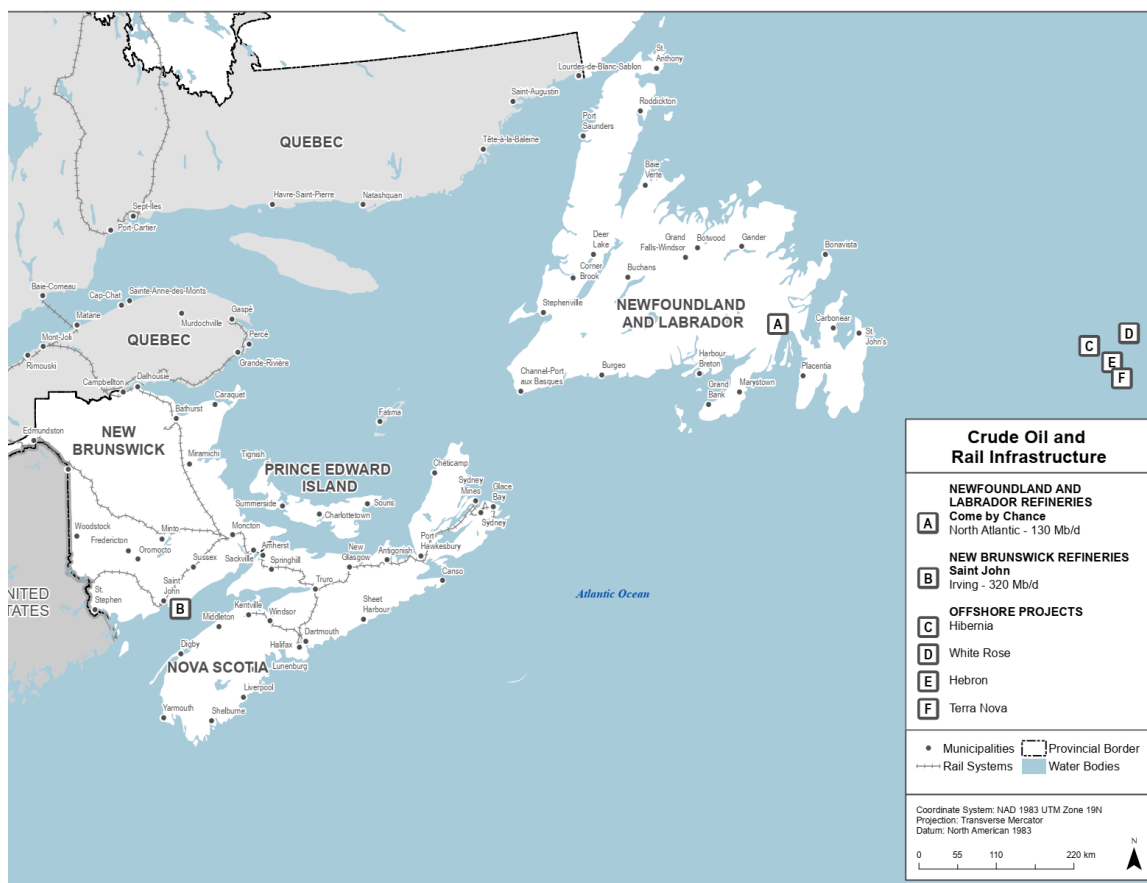 St.
Anthony
Lourdes-de-Blanc-Sablon
Saint-Augustin
Roddickton
Port
Saunders
QUEBEC
Tête-à-la-Baleine
Baie
Verte
Havre-Saint-Pierre
Natashquan
Sept-Îles
Port-Cartier
Deer
Lake
Grand
Falls-Windsor
Botwood
Gander
Bonavista
Corner
Brook
Buchans
Baie-Comeau
Cap-Chat
Sainte-Anne-des-Monts
Stephenville
NEWFOUNDLAND
AND LABRADOR
A
Carbonear
St.
John's
Matane
Murdochville
Gaspé
QUEBEC
Percé
Mont-Joli
Rimouski
Grande-Rivière
C
D
E
F
Channel-Port
aux Basques
Burgeo
Harbour
Breton
Grand
Bank
Marystown
Placentia
Campbellton
Dalhousie
Bathurst
Caraquet
Fatima
Edmundston
NEW
BRUNSWICK
Miramichi
Tignish
PRINCE EDWARD
ISLAND
Chéticamp
Sydney
Mines
Glace
Bay
Sydney
Summerside
Souris
Charlottetown
Woodstock
Fredericton
Minto
Oromocto
Moncton
Sackville
Amherst
Springhill
New
Glasgow
Antigonish
Port
Hawkesbury
Canso
Sussex
Saint
John
B
St.
Stephen
NITED
TATES
Truro
Kentville
Windsor
Middleton
Sheet
Harbour
Dartmouth
Halifax
Digby
Lunenburg
NOVA SCOTIA
Liverpool
Yarmouth
Shelburne
Atlantic Ocean
Crude Oil and
Rail Infrastructure
NEWFOUNDLAND AND
LABRADOR REFINERIES
A Come by Chance
North Atlantic - 130 Mb/d
NEW BRUNSWICK REFINERIES
B Saint John
Irving - 320 Mb/d
OFFSHORE PROJECTS
C Hibernia
D White Rose
E Hebron
F Terra Nova
Municipalities Provincial Border
Rail Systems Water Bodies
Coordinate System: NAD 1983 UTM Zone 19N
Projection: Transverse Mercator
Datum: North American 1983
N
0 55 110 220 km